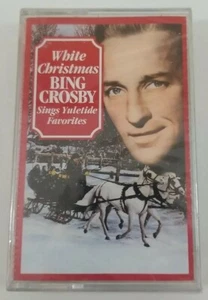 White
Christmas
BING
CROSBY
Sings Yuletide
Favorites